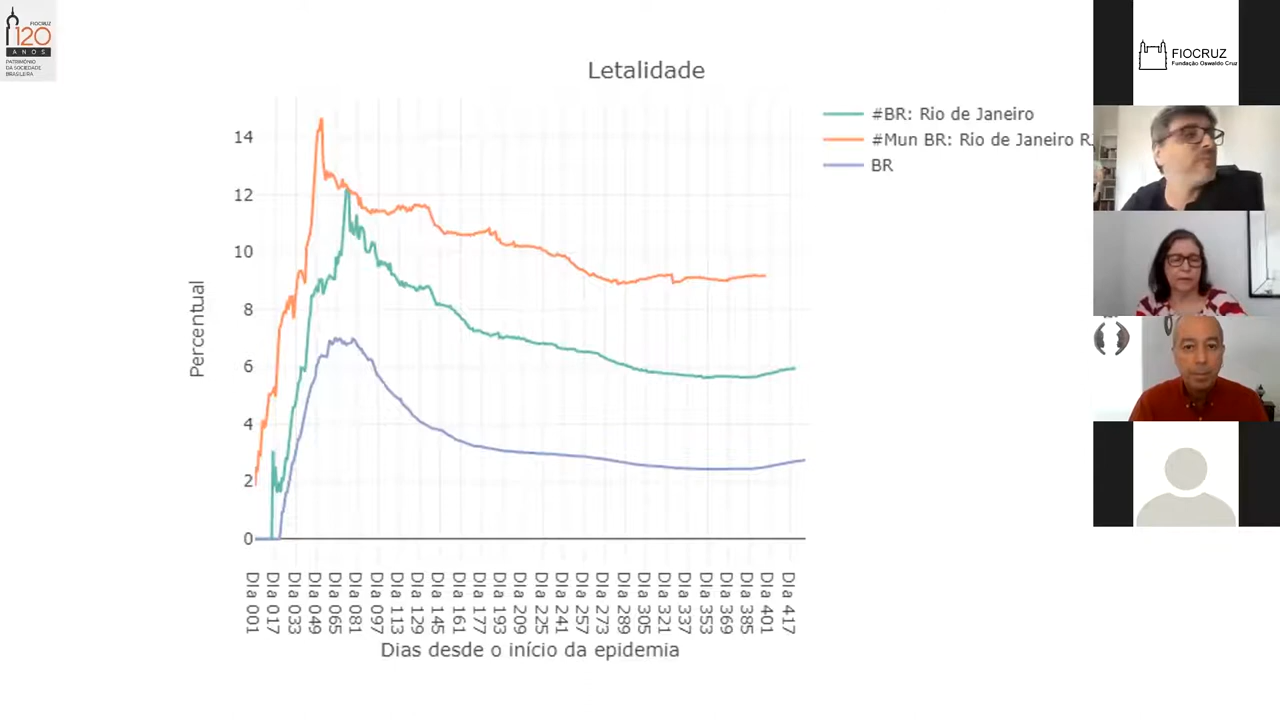 FIOCRUZ
120
ANOS
PATRIMÔNIO
DA SOCIEDADE
BRASILEIRA
Letalidade
#BR: Rio de Janeiro
#Mun BR: Rio de Janeiro R
BR
Percentual
14
12
10
8
6
4
2
0
Dia 001
Dia 017
Dia 033
Dia 049
Dia 065
Dia 081
Dia 097
Dia 113
Dia 129
Dia 145
Dia 161
Dia 177
Dia 193
Dia 209
Dia 225
Dia 241
Dia 257
Dia 273
Dia 289
Dia 305
Dia 321
Dia 337
Dia 353
Dia 369
Dia 385
Dia 401
Dia 417
Dias desde o início da epidemia
FIOCRUZ
Fundação Oswaldo Cruz